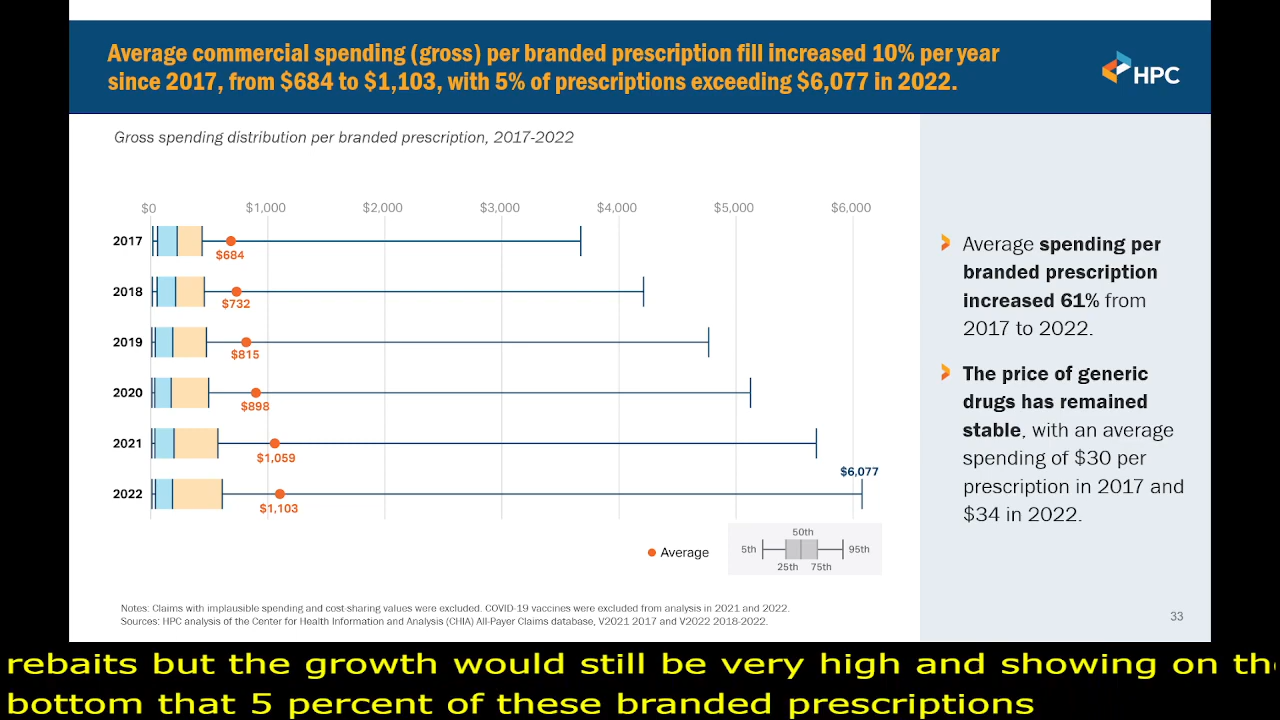 Average commercial spending (gross) per branded prescription fill increased 10% per year
since 2017, from $684 to $1,103, with 5% of prescriptions exceeding $6,077 in 2022.
HPC
Gross spending distribution per branded prescription, 2017-2022
$0 $1,000 $2,000 $3,000 $4,000 $5,000 $6,000
2017
$684
2018
$732
2019
$815
2020
$898
2021
$1,059
$6,077
2022
$1,103
Average
50th
5th 95th
25th 75th
Average spending per
branded prescription
increased 61% from
2017 to 2022.
The price of generic
drugs has remained
stable, with an average
spending of $30 per
prescription in 2017 and
$34 in 2022.
Notes: Claims with implausible spending and cost-sharing values were excluded. COVID-19 vaccines were excluded from analysis in 2021 and 2022.
Sources: HPC analysis of the Center for Health Information and Analysis (CHIA) All-Payer Claims database, V2021 2017 and V2022 2018-2022.
33
rebaits but the growth would still be very high and showing on the
bottom that 5 percent of these branded prescriptions